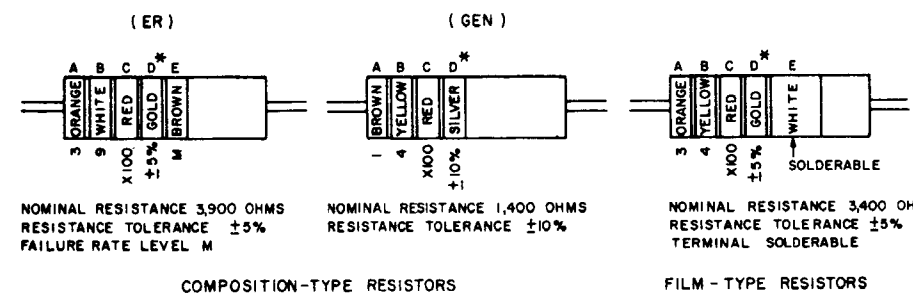 (ER)
A B C D* E
ORANGE WHITE RED GOLD BROWN
3 9 X100 ±5% M
NOMINAL RESISTANCE 3,900 OHMS
RESISTANCE TOLERANCE ±5%
FAILURE RATE LEVEL M
(GEN)
A B C D*
BROWN YELLOW RED SILVER
1 4 X100 ±10%
NOMINAL RESISTANCE 1,400 OHMS
RESISTANCE TOLERANCE ±10%
COMPOSITION-TYPE RESISTORS
A B C D* E
ORANGE YELLOW RED GOLD WHITE
3 4 X100 ±5%
SOLDERABLE
NOMINAL RESISTANCE 3,400
RESISTANCE TOLERANCE ±5%
TERMINAL SOLDERABLE
FILM-TYPE RESISTORS